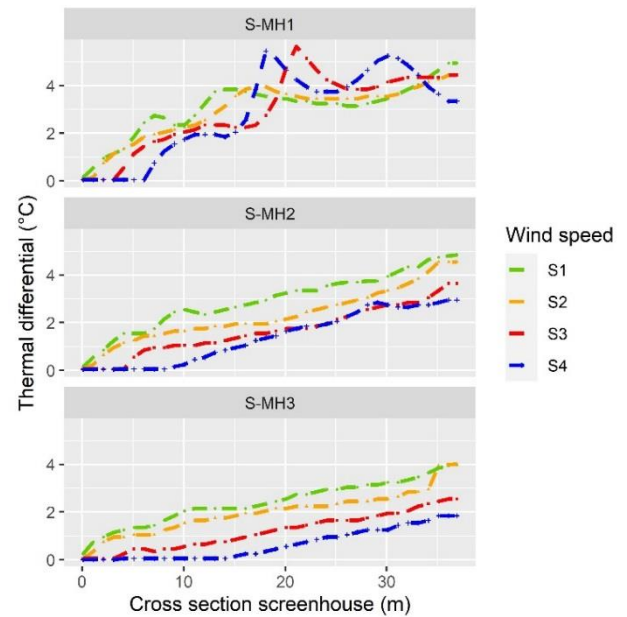 S-MH1
4
2
0
S-MH2
4
2
0
S-MH3
4
2
0
0 10 20 30
Cross section screenhouse (m)
Thermal differential (°C)
Wind speed
S1
S2
S3
S4